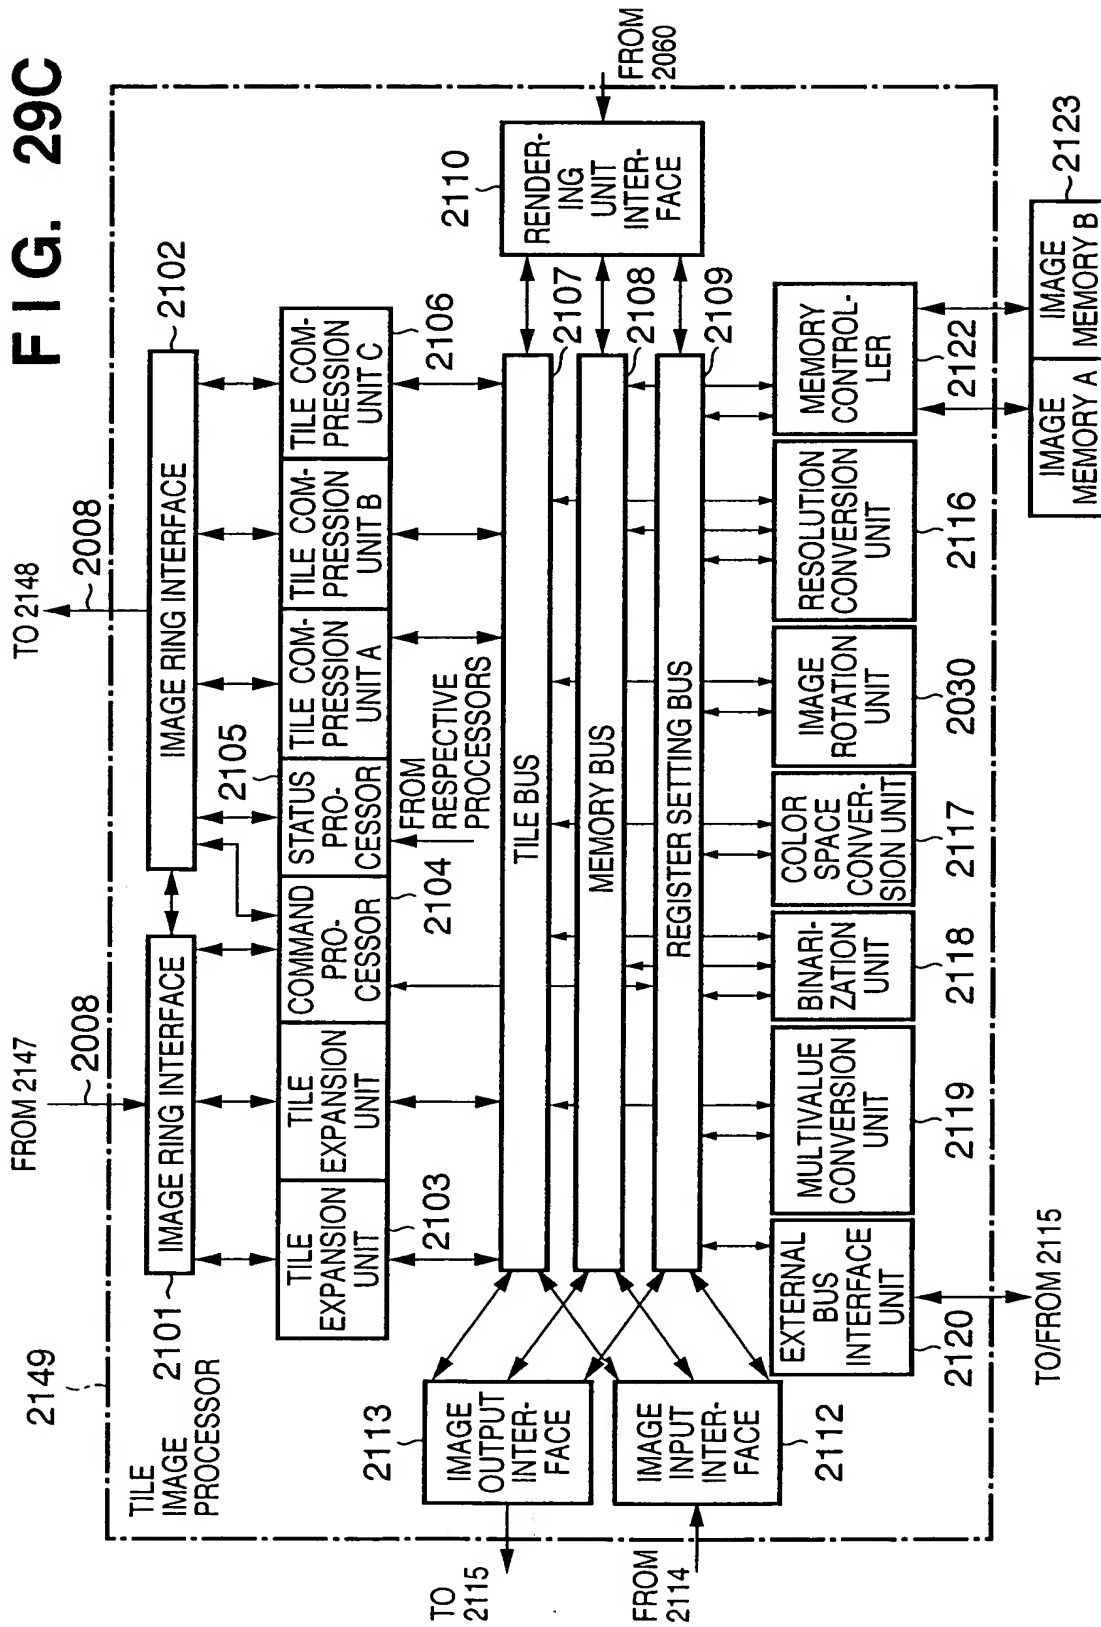 FIG. 29C
TO 2148
2008
FROM 2147
2008
2149
TILE
IMAGE
PROCESSOR
2101
IMAGE RING INTERFACE
IMAGE RING INTERFACE
2102
2105
TILE
EXPANSION
UNIT
2103
TILE
EXPANSION
UNIT
COMMAND
PRO-
CESSOR
2104
STATUS
PRO-
CESSOR
TILE COM-
PRESSION
UNIT A
TILE COM-
PRESSION
UNIT B
TILE COM-
PRESSION
UNIT C
2106
FROM
RESPECTIVE
PROCESSORS
TILE BUS
2107
MEMORY BUS
2108
REGISTER SETTING BUS
2109
2110
RENDER-
ING
UNIT
INTER-
FACE
FROM
2060
2113
IMAGE
OUTPUT
INTER-
FACE
TO
2115
IMAGE
INPUT
INTER-
FACE
2112
FROM
2114
EXTERNAL
BUS
INTERFACE
UNIT
2120
TO/FROM 2115
MULTIVALUE
CONVERSION
UNIT
2119
BINARI-
ZATION
UNIT
2118
COLOR
SPACE
CONVER-
SION UNIT
2117
IMAGE
ROTATION
UNIT
2030
RESOLUTION
CONVERSION
UNIT
2116
MEMORY
CONTROL-
LER
2122
IMAGE
MEMORY A
IMAGE
MEMORY B
2123